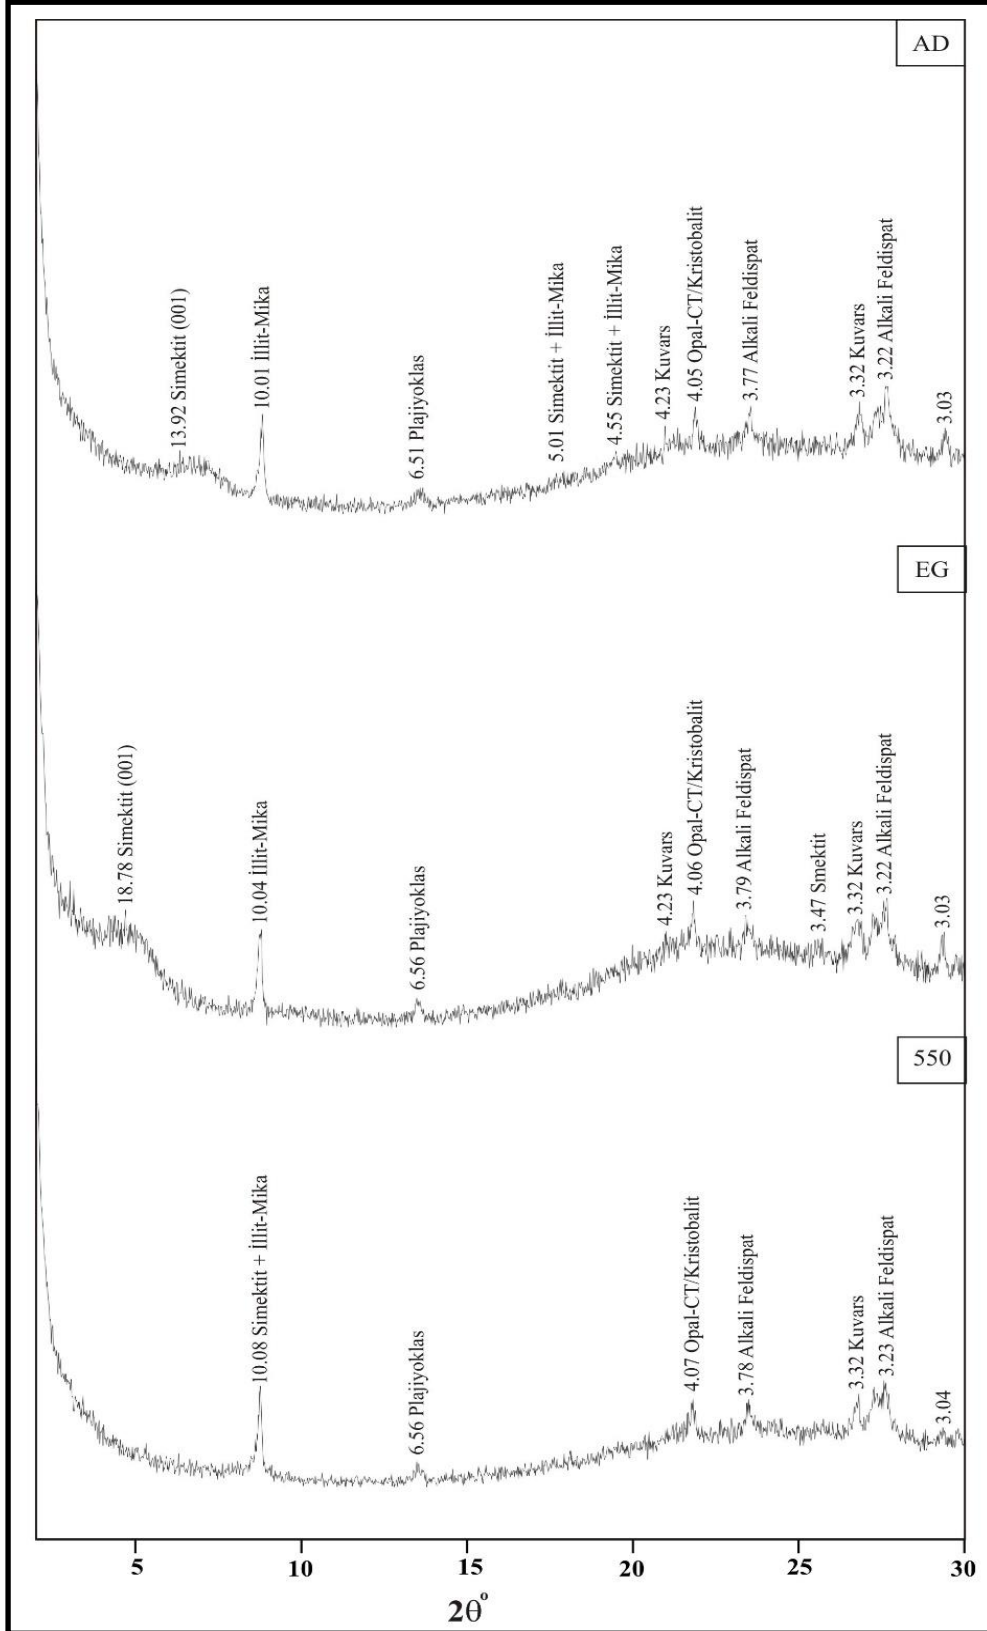 AD
13.92 Simektit (001)
10.01 İllit-Mika
6.51 Plajiyoklas
5.01 Simektit + İllit-Mika
4.55 Simektit + İllit-Mika
4.23 Kuvars
4.05 Opal-CT/Kristobalit
3.77 Alkali Feldispat
3.32 Kuvars
3.22 Alkali Feldispat
3.03
EG
18.78 Simektit (001)
10.04 İllit-Mika
6.56 Plajiyoklas
4.23 Kuvars
4.06 Opal-CT/Kristobalit
3.79 Alkali Feldispat
3.47 Smektit
3.32 Kuvars
3.22 Alkali Feldispat
3.03
550
10.08 Simektit + İllit-Mika
6.56 Plajiyoklas
4.07 Opal-CT/Kristobalit
3.78 Alkali Feldispat
3.32 Kuvars
3.23 Alkali Feldispat
3.04
5 10 15 20 25 30
2θ°